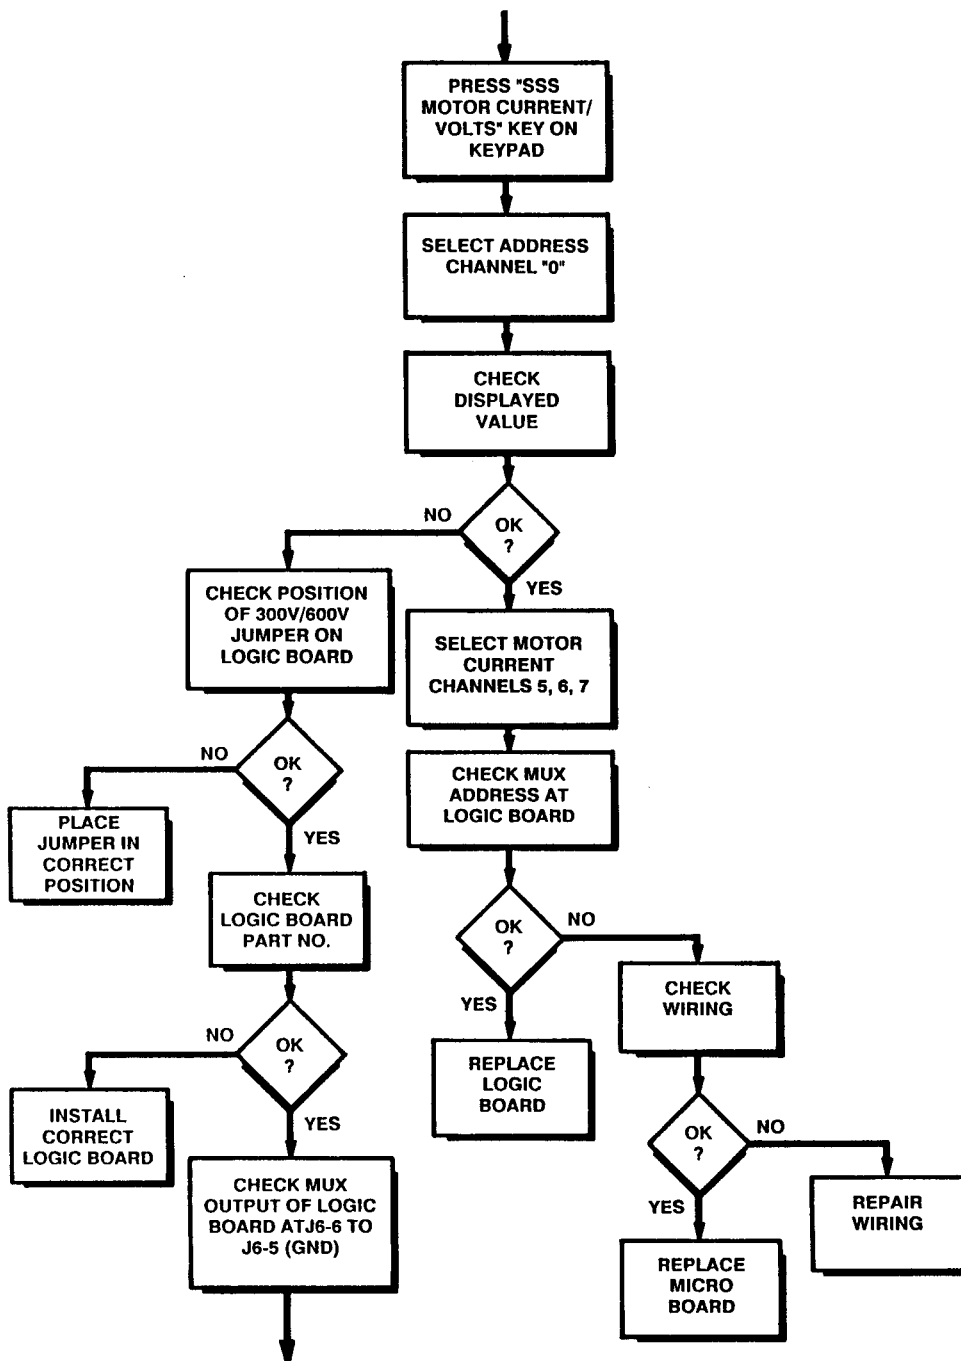 PRESS "SSS
MOTOR CURRENT/
VOLTS" KEY ON
KEYPAD
SELECT ADDRESS
CHANNEL "0"
CHECK
DISPLAYED
VALUE
OK
?
NO
YES
CHECK POSITION
OF 300V/600V
JUMPER ON
LOGIC BOARD
SELECT MOTOR
CURRENT
CHANNELS 5, 6, 7
OK
?
NO
YES
PLACE
JUMPER IN
CORRECT
POSITION
CHECK MUX
ADDRESS AT
LOGIC BOARD
CHECK
LOGIC BOARD
PART NO.
OK
?
NO
YES
CHECK
WIRING
OK
?
NO
YES
REPLACE
LOGIC
BOARD
INSTALL
CORRECT
LOGIC BOARD
OK
?
NO
YES
CHECK MUX
OUTPUT OF LOGIC
BOARD ATJ6-6 TO
J6-5 (GND)
REPAIR
WIRING
REPLACE
MICRO
BOARD